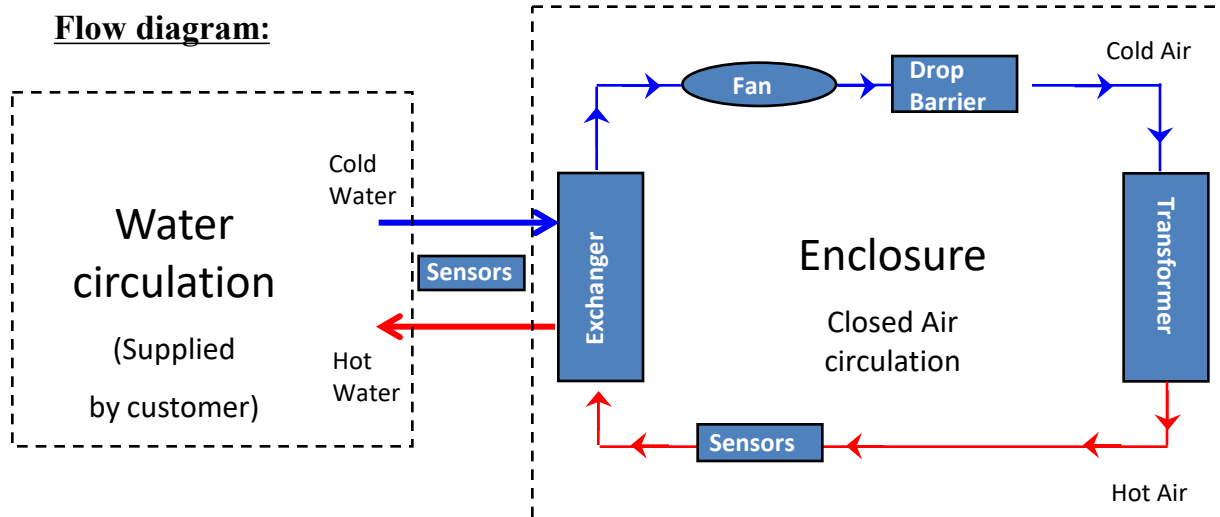 Flow diagram:
Cold Air
Fan
Drop
Barrier
Cold
Water
Water
circulation
(Supplied
by customer)
Sensors
Hot
Water
Exchanger
Enclosure
Closed Air
circulation
Transformer
Sensors
Hot Air